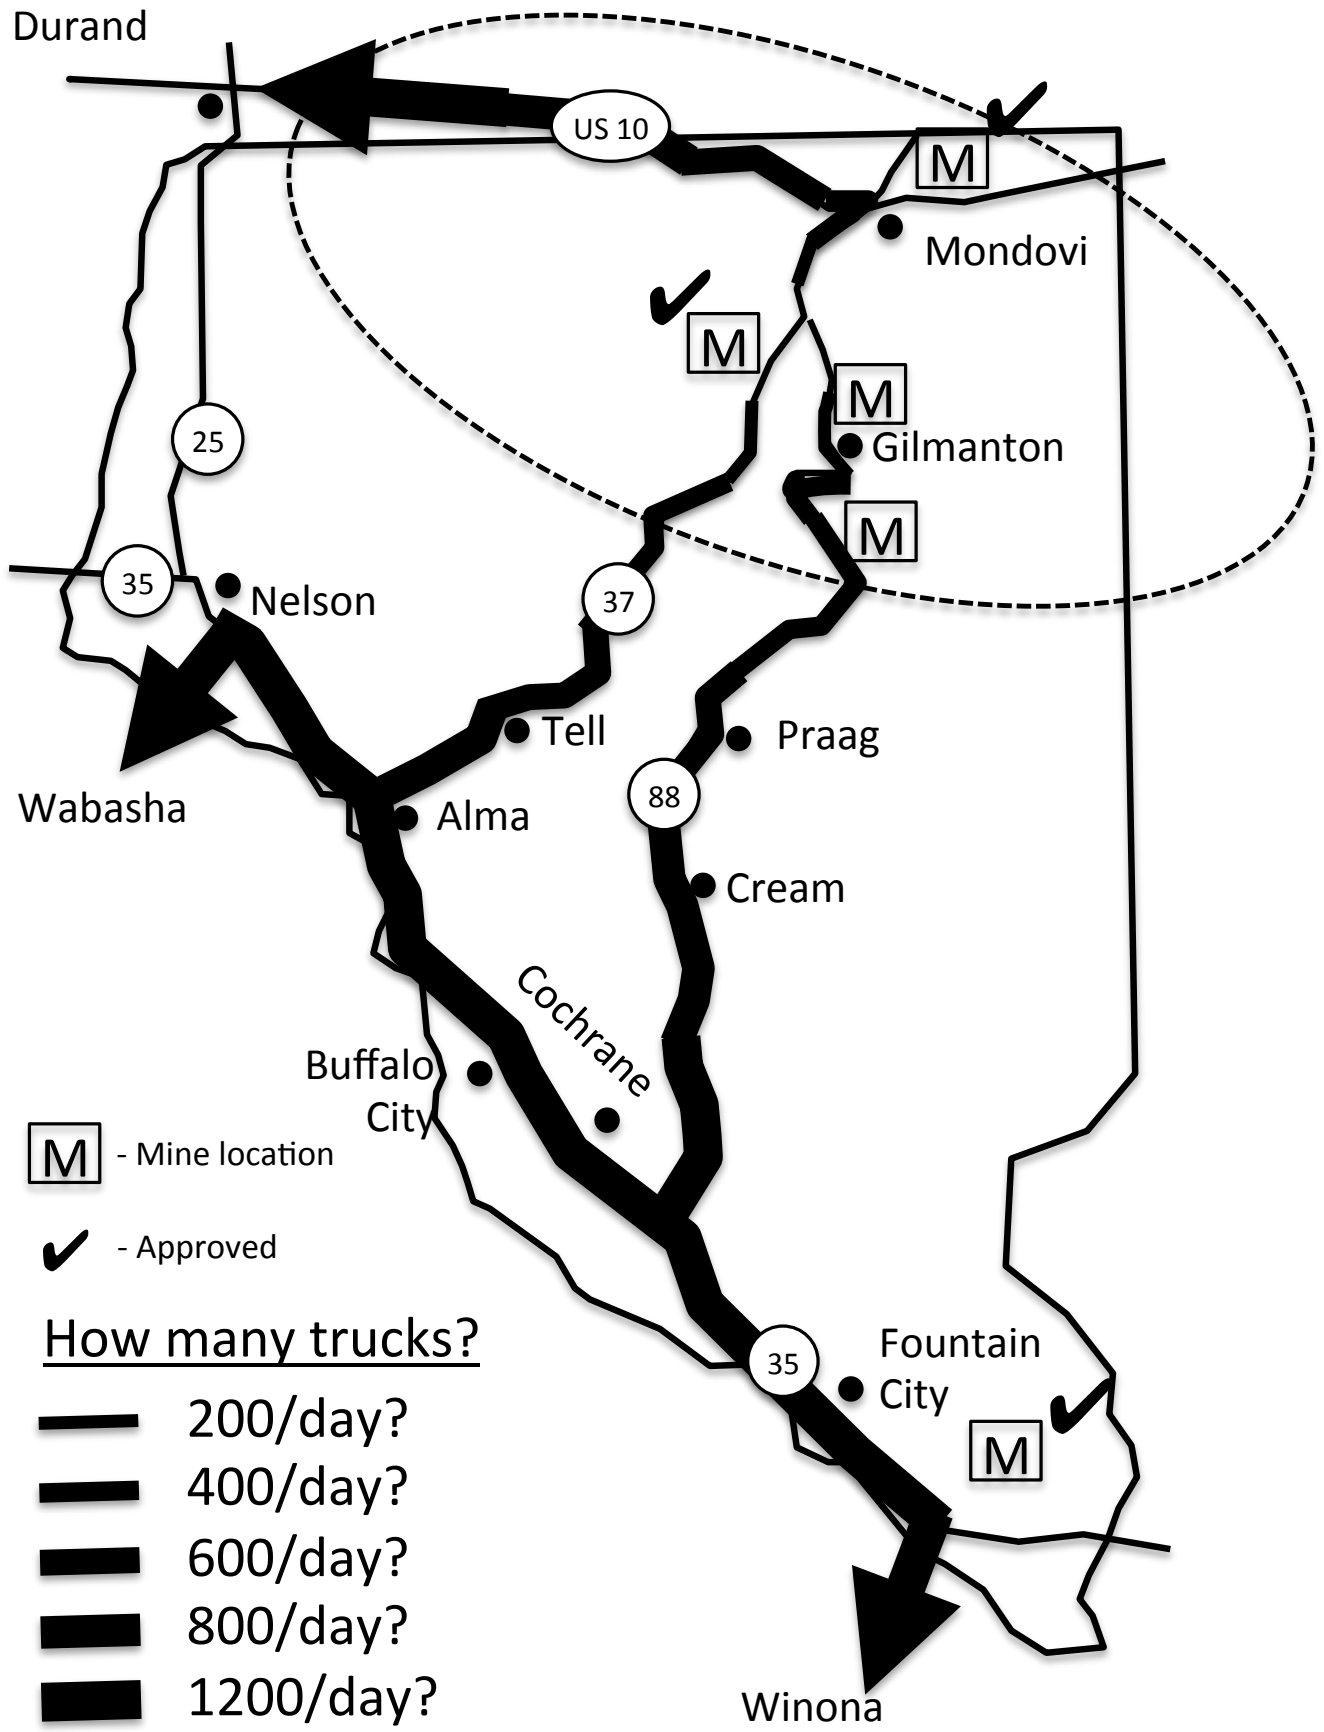 Durand
US 10
M
Mondovi
M
M
Gilmanton
25
M
35
Nelson
37
Tell
Praag
Wabasha
88
Alma
Cream
Cochrane
Buffalo
City
M - Mine location
- Approved
How many trucks?
200/day?
400/day?
600/day?
800/day?
1200/day?
35
Fountain
City
M
Winona